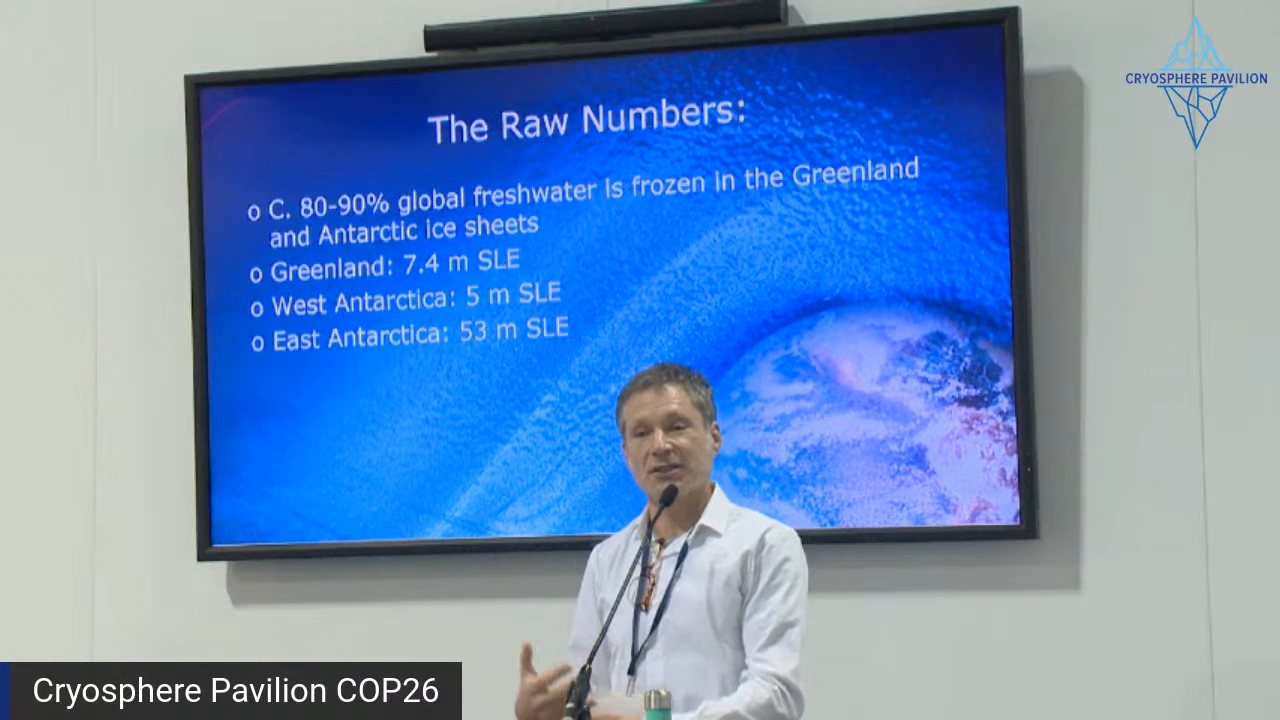 CRYOSPHERE PAVILION
The Raw Numbers:
o C. 80-90% global freshwater is frozen in the Greenland
and Antarctic ice sheets
o Greenland: 7.4 m SLE
o West Antarctica: 5 m SLE
o East Antarctica: 53 m SLE
Cryosphere Pavilion COP26